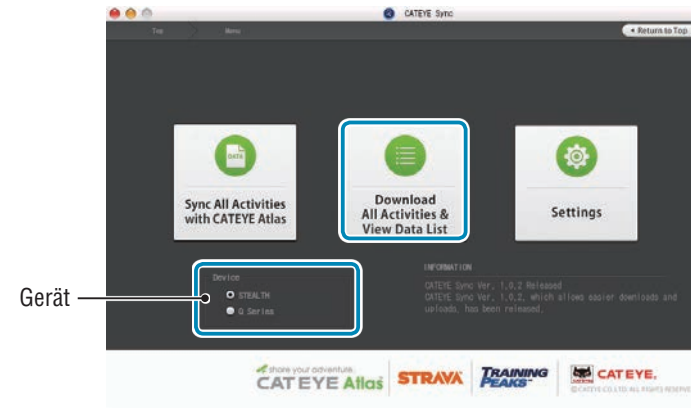 CATEYE Sync
Top Menu
Return to Top
DATA
Sync All Activities
with CATEYE Atlas
Download
All Activities &
View Data List
Settings
Gerät
Device
STEALTH
Q Series
INFORMATION
CATEYE Sync Ver. 1.0.2 Released
CATEYE Sync Ver. 1.0.2, which allows easier downloads and
uploads, has been released.
share your adventure.
CATEYE Atlas
STRAVA
TRAINING
PEAKS
CATEYE.
© CATEYE CO.LTD ALL RIGHTS RESERVE